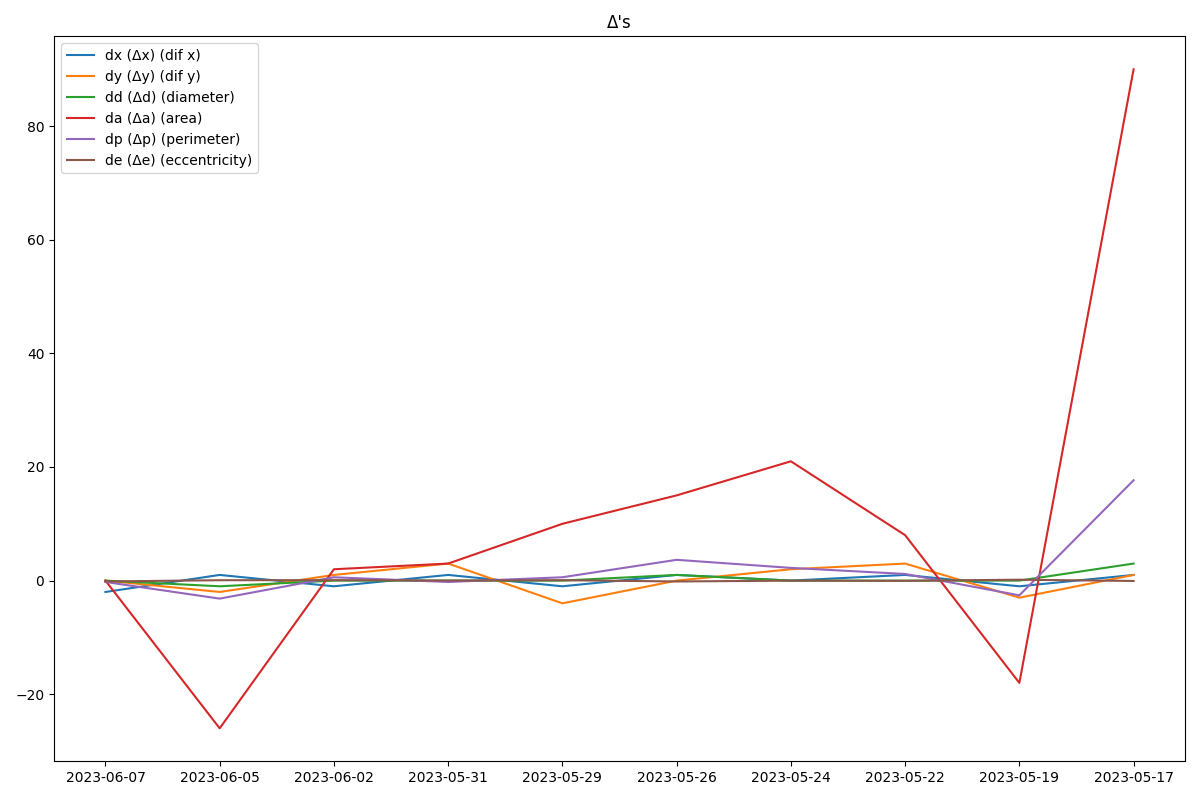 Δ's
dx (Δx) (dif x)
dy (Δy) (dif y)
dd (Δd) (diameter)
da (Δa) (area)
dp (Δp) (perimeter)
de (Δe) (eccentricity)
80
60
40
20
0
−20
2023-06-07 2023-06-05 2023-06-02 2023-05-31 2023-05-29 2023-05-26 2023-05-24 2023-05-22 2023-05-19 2023-05-17